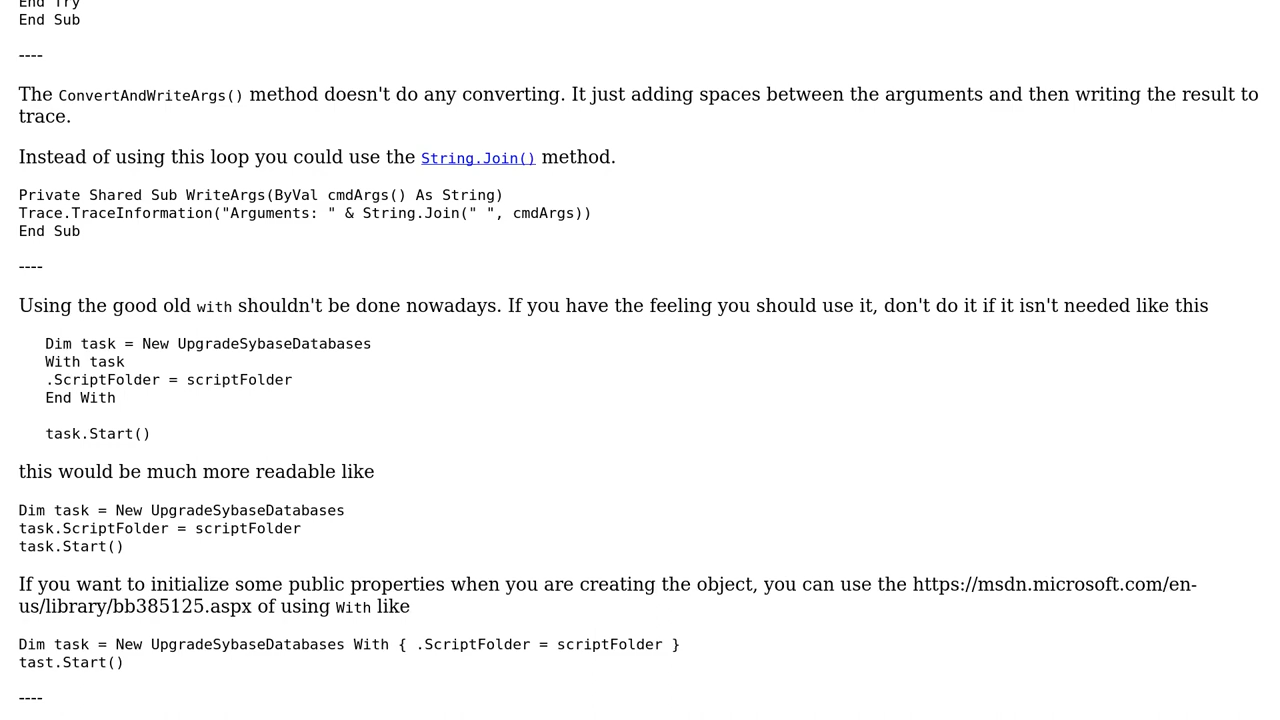 End Try
End Sub
----
The ConvertAndWriteArgs() method doesn't do any converting. It just adding spaces between the arguments and then writing the result to
trace.
Instead of using this loop you could use the String.Join() method.
Private Shared Sub WriteArgs(ByVal cmdArgs() As String)
Trace.TraceInformation("Arguments: " & String.Join(" ", cmdArgs))
End Sub
----
Using the good old with shouldn't be done nowadays. If you have the feeling you should use it, don't do it if it isn't needed like this
Dim task = New UpgradeSybaseDatabases
With task
.ScriptFolder = scriptFolder
End With
task.Start()
this would be much more readable like
Dim task = New UpgradeSybaseDatabases
task.ScriptFolder = scriptFolder
task.Start()
If you want to initialize some public properties when you are creating the object, you can use the https://msdn.microsoft.com/en-
us/library/bb385125.aspx of using With like
Dim task = New UpgradeSybaseDatabases With { .ScriptFolder = scriptFolder }
tast.Start()
----